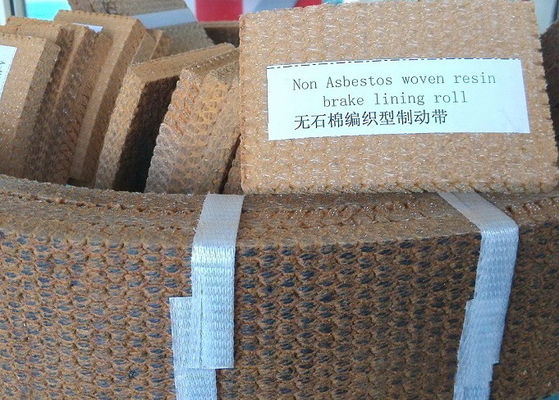 Non Asbestos woven resin
brake lining roll
无石棉编织型制动带